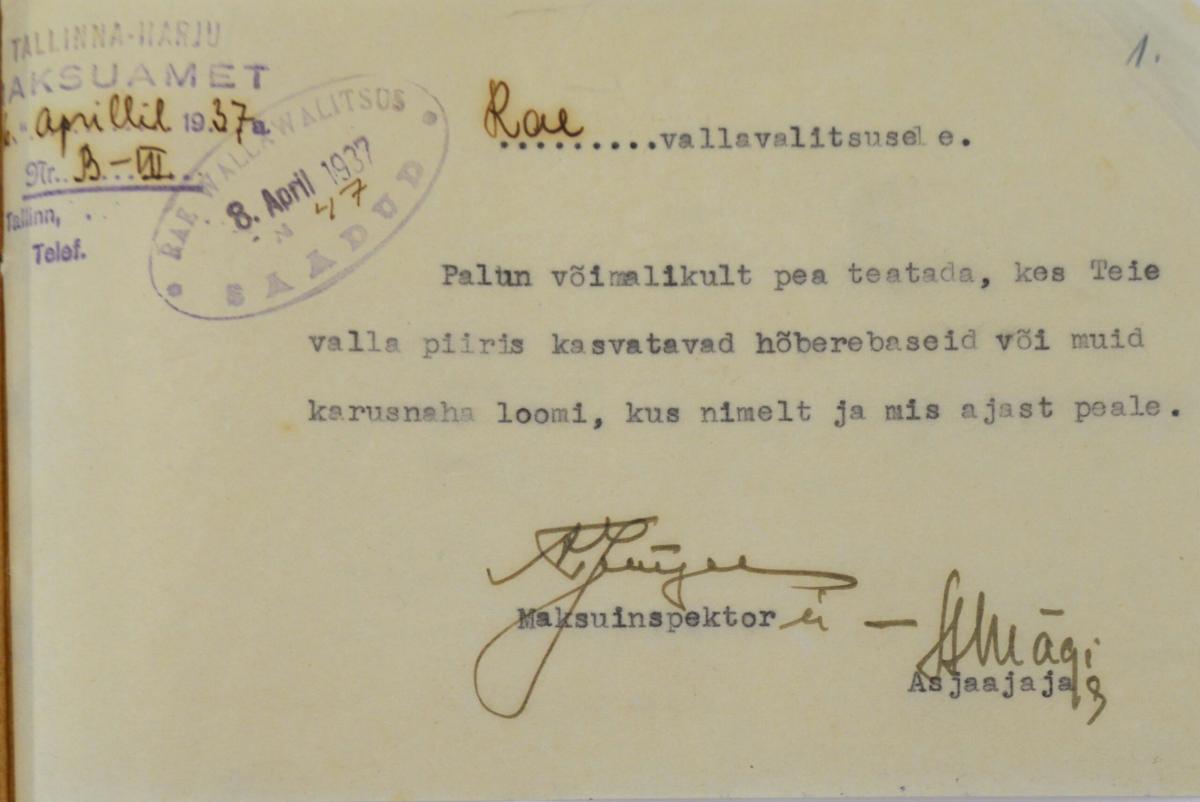 1.
TALLINNA-HARJU
MAKSUAMET
aprillil 1937 a.
Nr. B-VII.
Tallinn,
Telef.
RAE WALLAWALITSUS
8. April 1937
N 47
SAADUD
Rae.........vallavalitsusele.
Palun võimalikult pea teatada, kes Teie
valla piiris kasvatavad hõberebaseid või muid
karusnaha loomi, kus nimelt ja mis ajast peale.
Maksuinspektor
Mägi
Asjaajaja